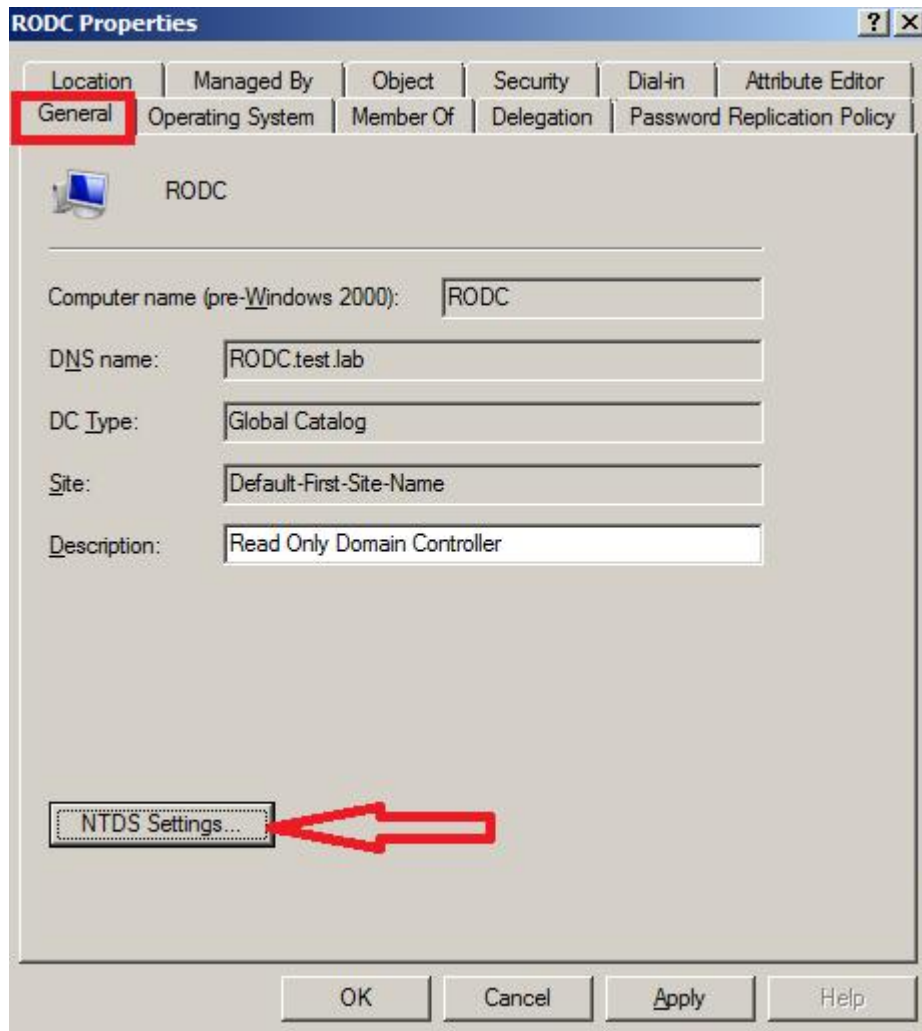 RODC Properties
Location Managed By Object Security Dial-in Attribute Editor
General Operating System Member Of Delegation Password Replication Policy
RODC
Computer name (pre-Windows 2000): RODC
DNS name: RODC.test.lab
DC Type: Global Catalog
Site: Default-First-Site-Name
Description: Read Only Domain Controller
NTDS Settings...
OK Cancel Apply Help